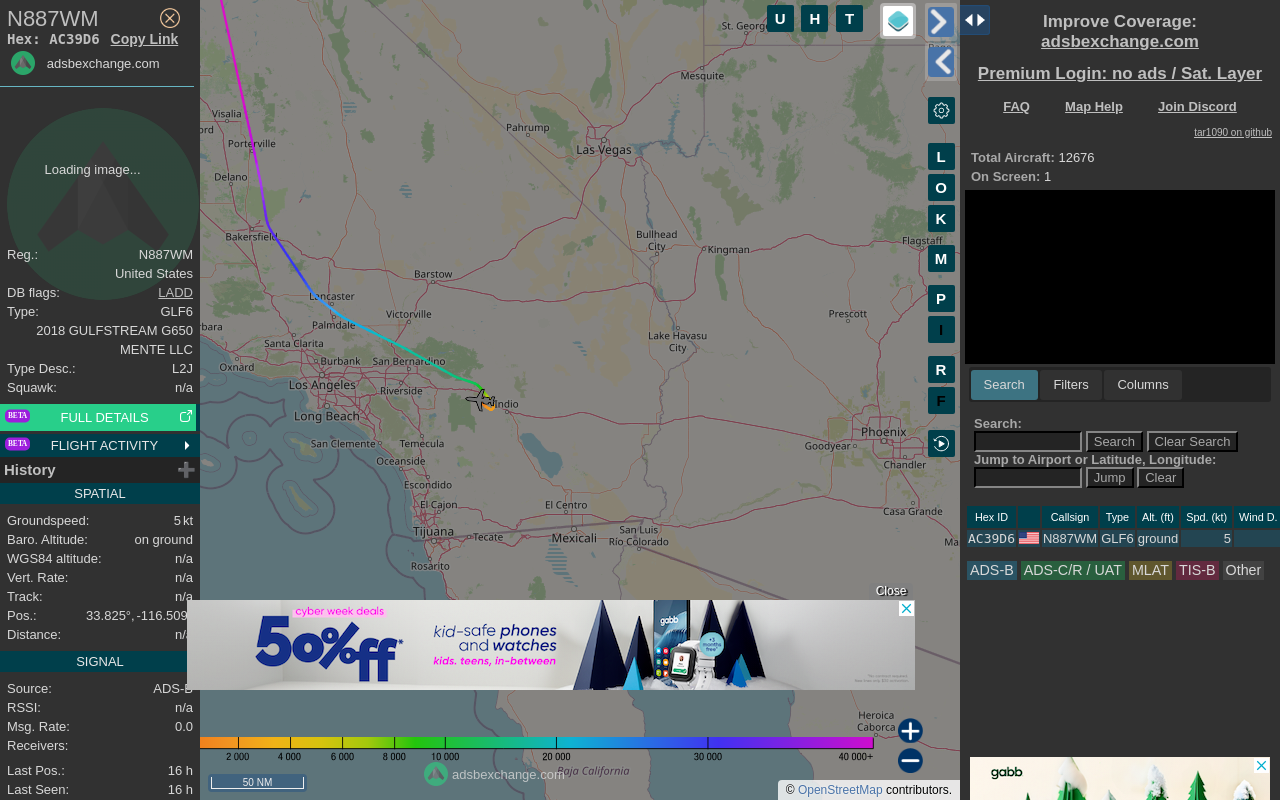 N887WM
Hex: AC39D6 Copy Link
adsbexchange.com
Loading image...
Reg.: N887WM
United States
DB flags: LADD
Type: GLF6
2018 GULFSTREAM G650
MENTE LLC
Type Desc.: L2J
Squawk: n/a
BETA FULL DETAILS
BETA FLIGHT ACTIVITY
History
SPATIAL
Groundspeed: 5 kt
Baro. Altitude: on ground
WGS84 altitude: n/a
Vert. Rate: n/a
Track: n/a
Pos.: 33.825°, -116.509
Distance: n/a
SIGNAL
Source: ADS-B
RSSI: n/a
Msg. Rate: 0.0
Receivers:
Last Pos.: 16 h
Last Seen: 16 h
U H T
St. George
Mesquite
Visalia
ord
Porterville
Pahrump
Las Vegas
Delano
Bakersfield
Bullhead City
Kingman
Flagstaff
Barstow
Lancaster
Palmdale
Victorville
Prescott
bara
Santa Clarita
Lake Havasu City
Oxnard
Burbank
San Bernardino
Los Angeles
Riverside
Indio
Long Beach
Phoenix
San Clemente
Temecula
Goodyear
Oceanside
Chandler
Escondido
El Cajon
El Centro
Casa Grande
Tijuana
Tecate
Mexicali
San Luis Río Colorado
Ma
Rosarito
L
O
K
M
P
I
R
F
Close
cyber week deals
50% off*
kid-safe phones
and watches
kids. teens, in-between
gabb
+3 months free
Heroica Caborca
2 000 4 000 6 000 8 000 10 000 20 000 30 000 40 000+
adsbexchange.com
Baja California
50 NM
© OpenStreetMap contributors.
Improve Coverage:
adsbexchange.com
Premium Login: no ads / Sat. Layer
FAQ Map Help Join Discord
tar1090 on github
Total Aircraft: 12676
On Screen: 1
Search Filters Columns
Search:
Search Clear Search
Jump to Airport or Latitude, Longitude:
Jump Clear
Hex ID Callsign Type Alt. (ft) Spd. (kt) Wind D.
AC39D6 N887WM GLF6 ground 5
ADS-B ADS-C/R / UAT MLAT TIS-B Other
gabb